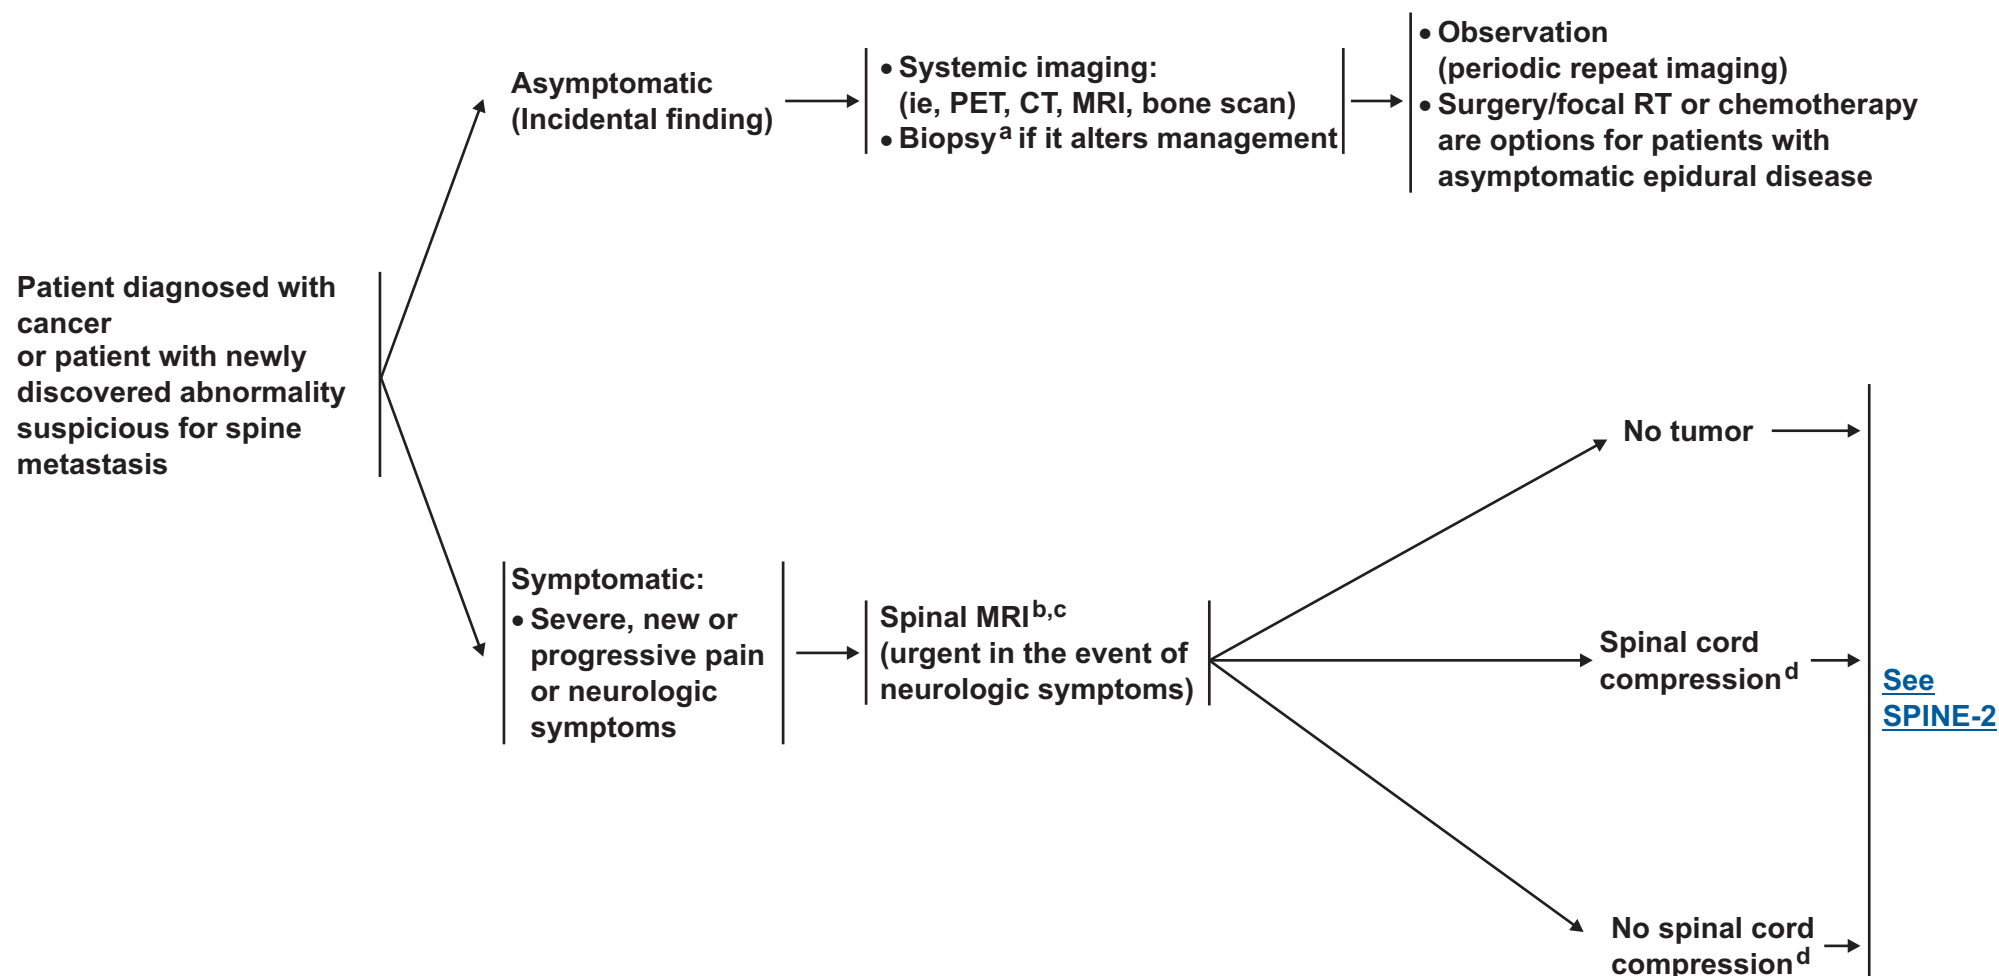 Patient diagnosed with
cancer
or patient with newly
discovered abnormality
suspicious for spine
metastasis
Asymptomatic
(Incidental finding)
• Systemic imaging:
(ie, PET, CT, MRI, bone scan)
• Biopsy a if it alters management
• Observation
(periodic repeat imaging)
• Surgery/focal RT or chemotherapy
are options for patients with
asymptomatic epidural disease
Symptomatic:
• Severe, new or
progressive pain
or neurologic
symptoms
Spinal MRI b,c
(urgent in the event of
neurologic symptoms)
No tumor
Spinal cord
compression d
No spinal cord
compression d
See
SPINE-2